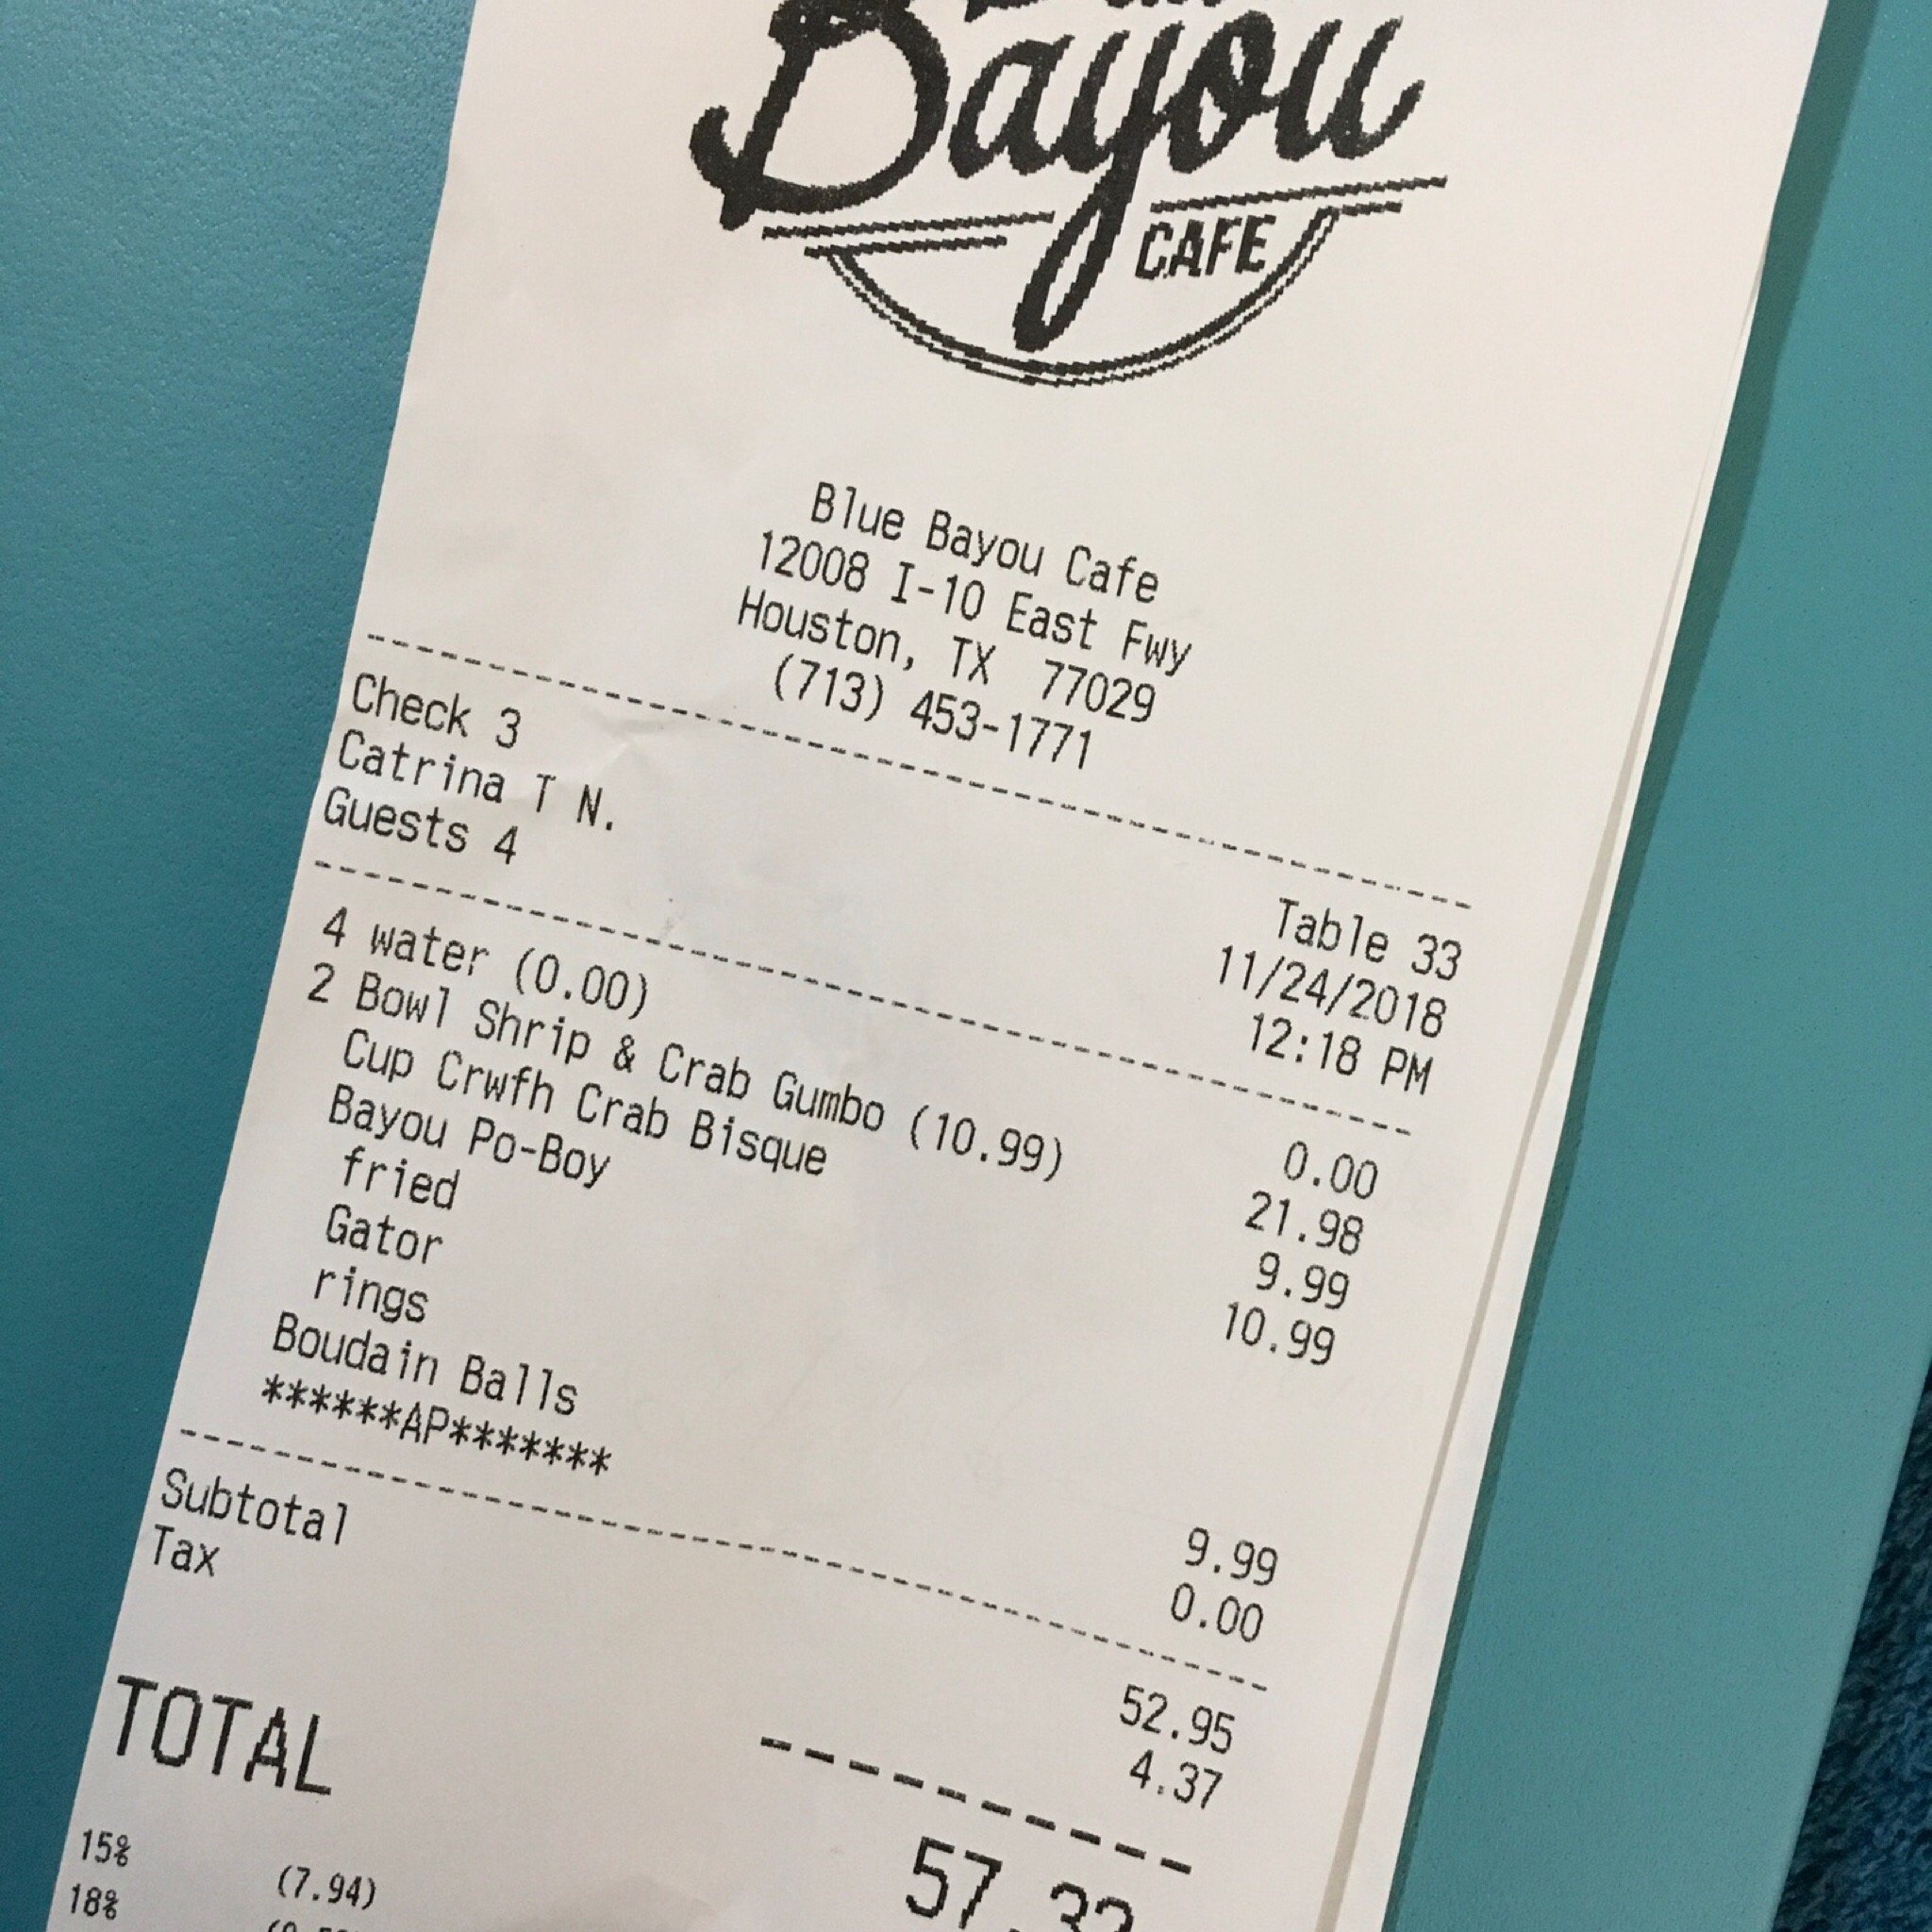 Bayou
CAFE
Blue Bayou Cafe
12008 I-10 East Fwy
Houston, TX 77029
(713) 453-1771
Check 3 Table 33
Catrina T N. 11/24/2018
Guests 4 12:18 PM
4 water (0.00) 0.00
2 Bowl Shrip & Crab Gumbo (10.99) 21.98
Cup Crwfh Crab Bisque 9.99
Bayou Po-Boy 10.99
fried
Gator
rings
Boudain Balls 9.99
******AP******* 0.00
Subtotal 52.95
Tax 4.37
TOTAL 57.32
15% (7.94)
18%